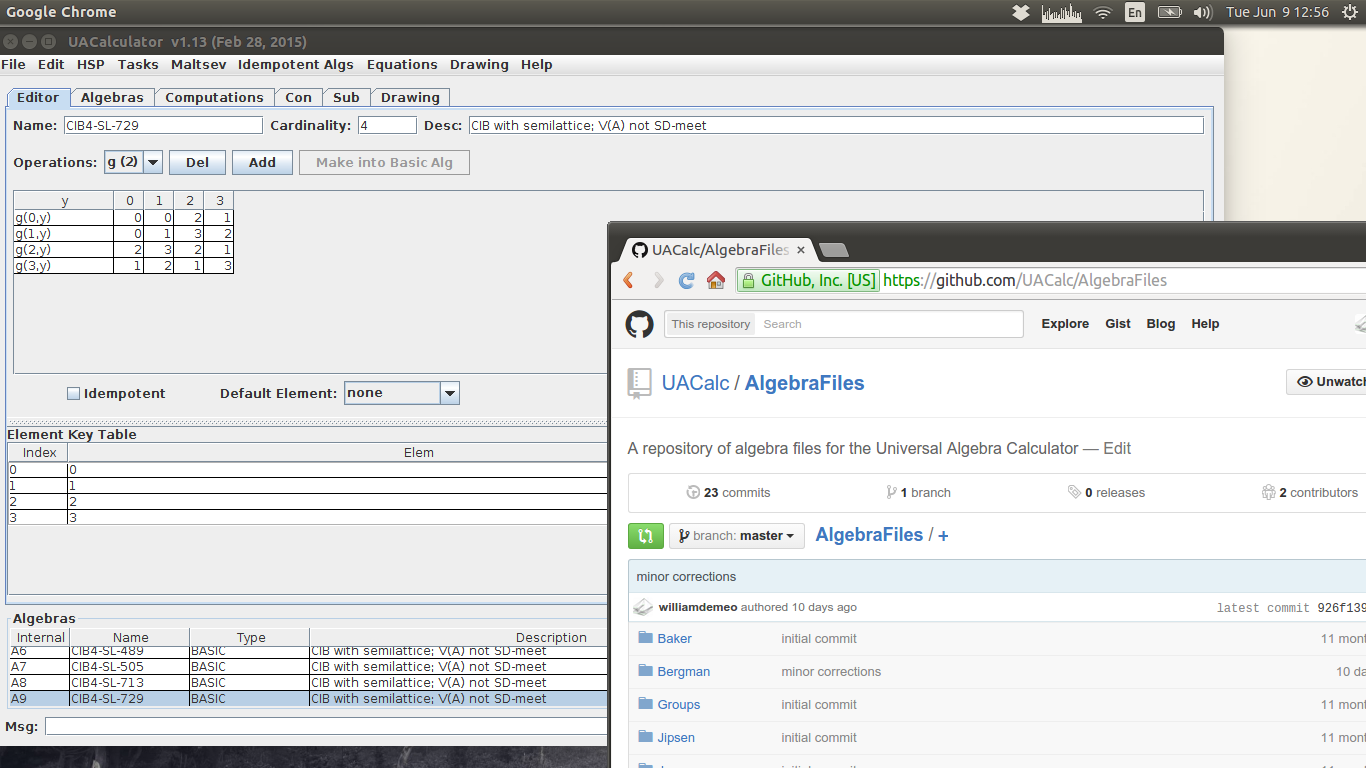 Google Chrome
En
Tue Jun 9 12:56
UACalculator v1.13 (Feb 28, 2015)
File Edit HSP Tasks Maltsev Idempotent Algs Equations Drawing Help
Editor Algebras Computations Con Sub Drawing
Name: CIB4-SL-729 Cardinality: 4 Desc: CIB with semilattice; V(A) not SD-meet
Operations: g (2) Del Add Make into Basic Alg
y 0 1 2 3
g(0,y) 0 0 2 1
g(1,y) 0 1 3 2
g(2,y) 2 3 2 1
g(3,y) 1 2 1 3
Idempotent Default Element: none
Element Key Table
Index Elem
0 0
1 1
2 2
3 3
Algebras
Internal Name Type Description
A6 CIB4-SL-489 BASIC CIB with semilattice; V(A) not SD-meet
A7 CIB4-SL-505 BASIC CIB with semilattice; V(A) not SD-meet
A8 CIB4-SL-713 BASIC CIB with semilattice; V(A) not SD-meet
A9 CIB4-SL-729 BASIC CIB with semilattice; V(A) not SD-meet
Msg:
UACalc/AlgebraFiles
GitHub, Inc. [US] https://github.com/UACalc/AlgebraFiles
This repository Search Explore Gist Blog Help
UACalc / AlgebraFiles
Unwatch
A repository of algebra files for the Universal Algebra Calculator — Edit
23 commits 1 branch 0 releases 2 contributors
branch: master AlgebraFiles / +
minor corrections
williamdemeo authored 10 days ago latest commit 926f139
Baker initial commit 11 mont
Bergman minor corrections 10 da
Groups initial commit 11 mont
Jipsen initial commit 11 mont